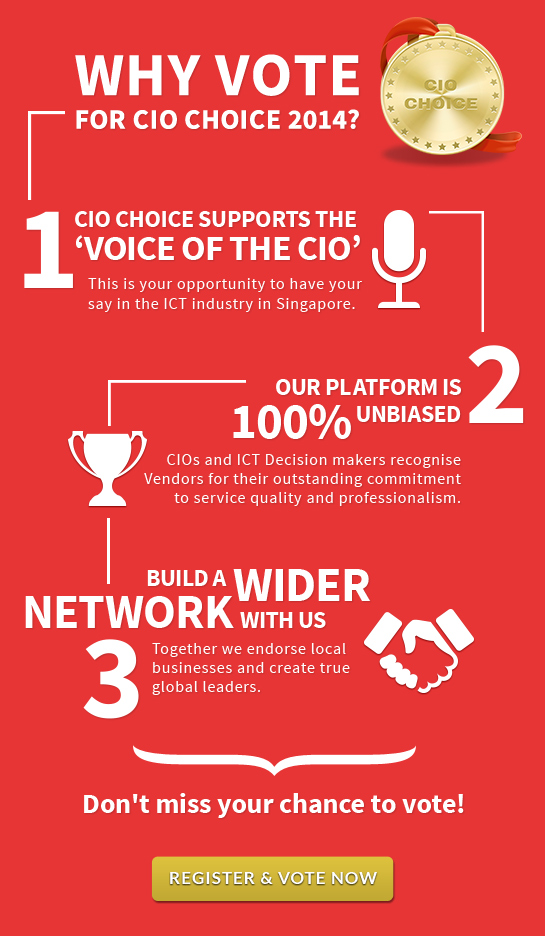 WHY VOTE
FOR CIO CHOICE 2014?
CIO
CHOICE
1
CIO CHOICE SUPPORTS THE
‘VOICE OF THE CIO’
This is your opportunity to have your
say in the ICT industry in Singapore.
2
OUR PLATFORM IS
100% UNBIASED
CIOs and ICT Decision makers recognise
Vendors for their outstanding commitment
to service quality and professionalism.
BUILD A WIDER
NETWORK WITH US
3
Together we endorse local
businesses and create true
global leaders.
Don't miss your chance to vote!
REGISTER & VOTE NOW